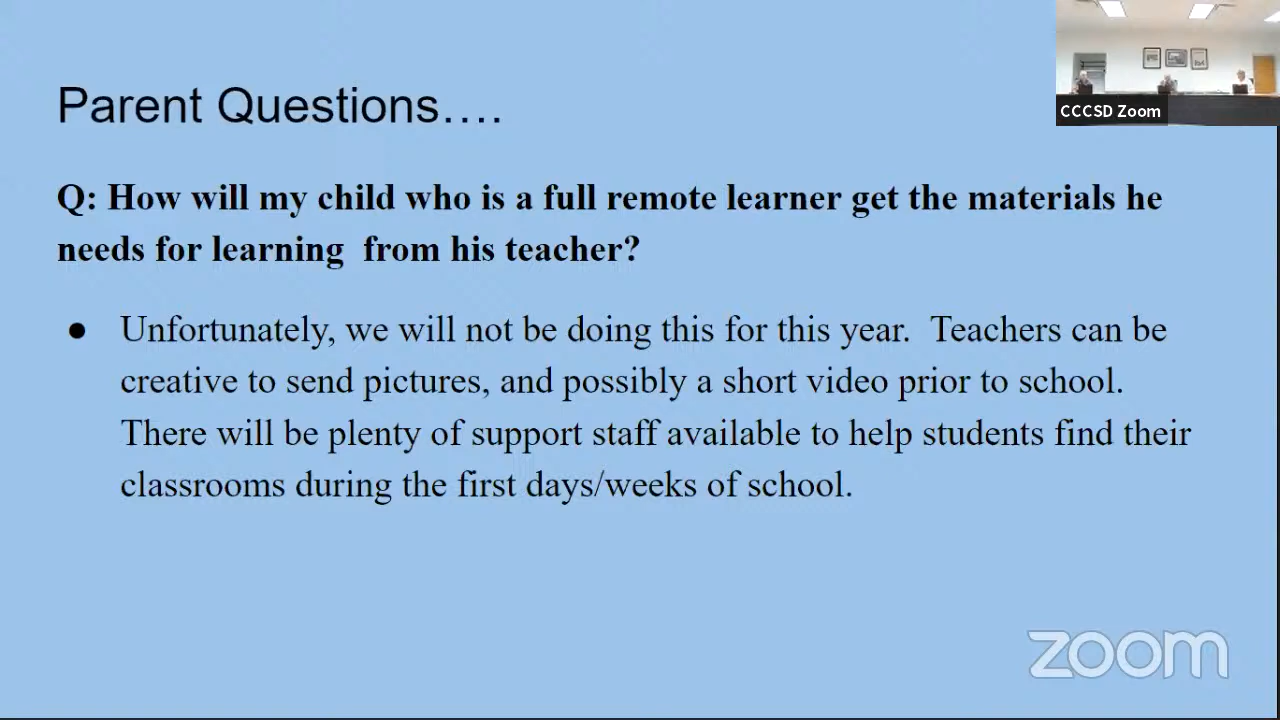 Parent Questions….
CCCSD Zoom
Q: How will my child who is a full remote learner get the materials he
needs for learning  from his teacher?
● Unfortunately, we will not be doing this for this year.  Teachers can be
creative to send pictures, and possibly a short video prior to school.
There will be plenty of support staff available to help students find their
classrooms during the first days/weeks of school.
zoom